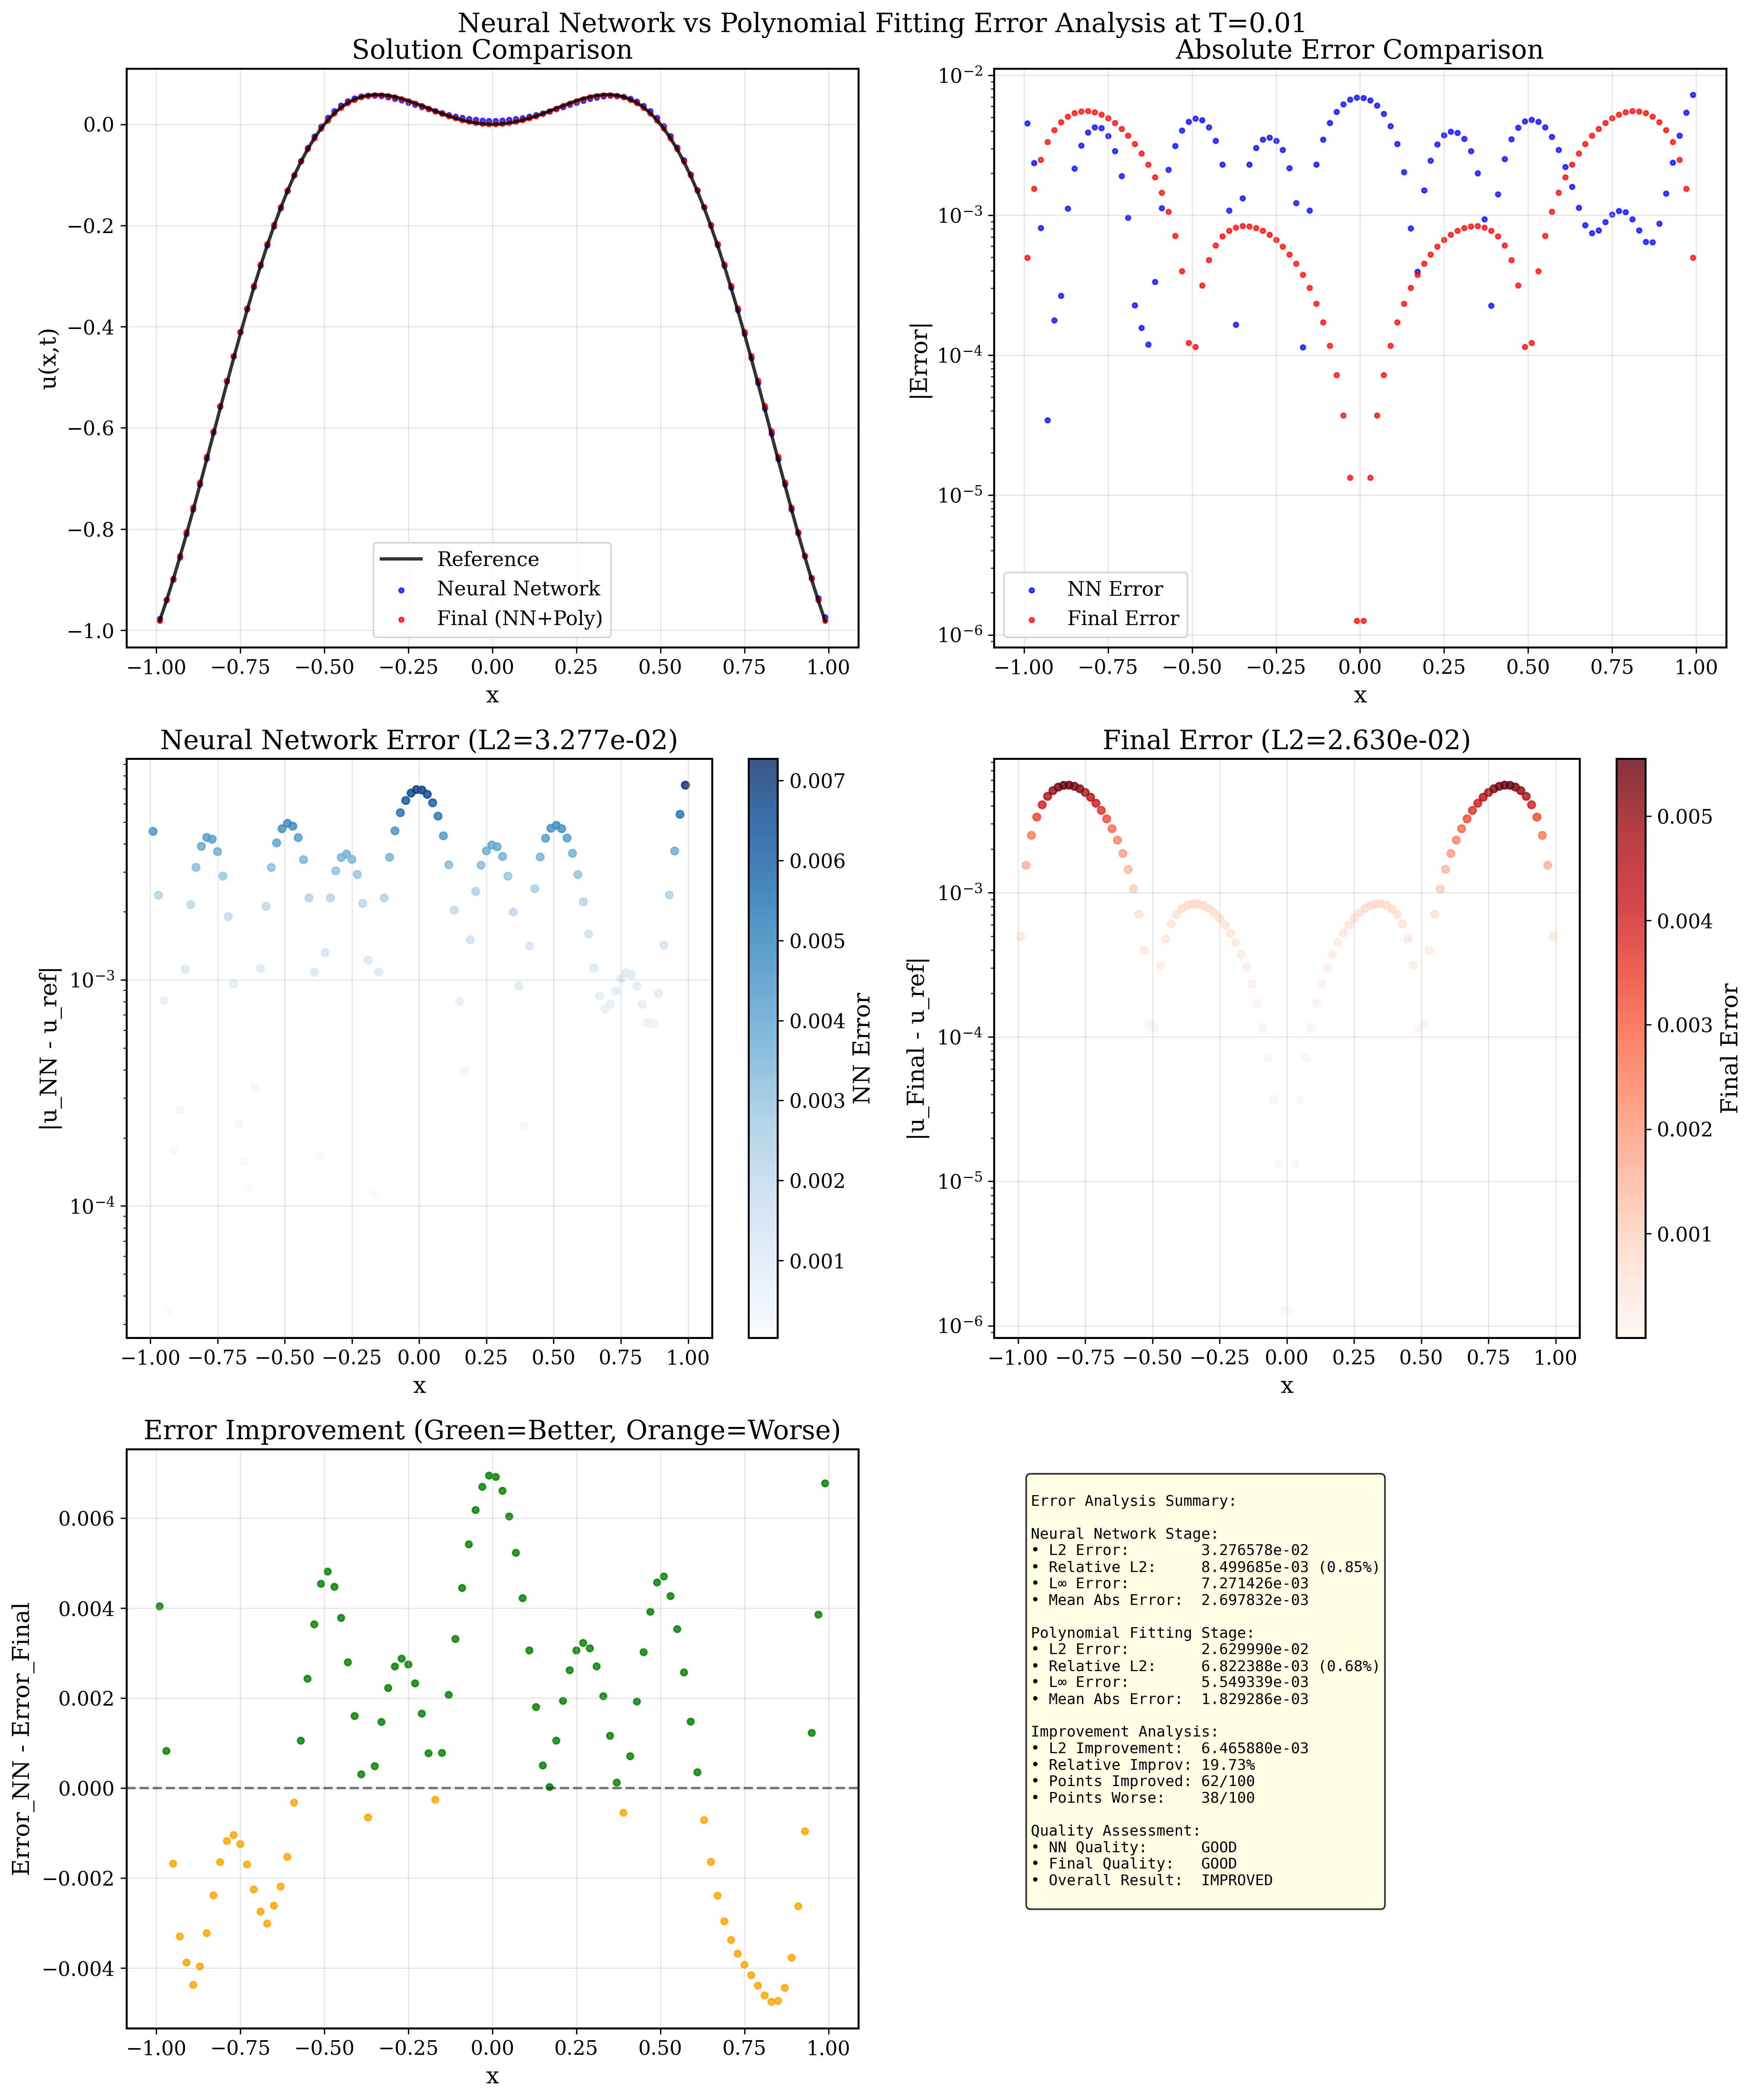 Neural Network vs Polynomial Fitting Error Analysis at T=0.01
Solution Comparison
0.0
−0.2
−0.4
−0.6
−0.8
−1.0
u(x,t)
Reference
Neural Network
Final (NN+Poly)
−1.00 −0.75 −0.50 −0.25 0.00 0.25 0.50 0.75 1.00
x
Absolute Error Comparison
10⁻²
10⁻³
10⁻⁴
10⁻⁵
10⁻⁶
|Error|
NN Error
Final Error
−1.00 −0.75 −0.50 −0.25 0.00 0.25 0.50 0.75 1.00
x
Neural Network Error (L2=3.277e-02)
10⁻³
10⁻⁴
|u_NN - u_ref|
−1.00 −0.75 −0.50 −0.25 0.00 0.25 0.50 0.75 1.00
x
0.007
0.006
0.005
0.004
0.003
0.002
0.001
NN Error
Final Error (L2=2.630e-02)
10⁻³
10⁻⁴
10⁻⁵
10⁻⁶
|u_Final - u_ref|
−1.00 −0.75 −0.50 −0.25 0.00 0.25 0.50 0.75 1.00
x
0.005
0.004
0.003
0.002
0.001
Final Error
Error Improvement (Green=Better, Orange=Worse)
0.006
0.004
0.002
0.000
−0.002
−0.004
Error_NN - Error_Final
−1.00 −0.75 −0.50 −0.25 0.00 0.25 0.50 0.75 1.00
x
Error Analysis Summary:
Neural Network Stage:
• L2 Error: 3.276578e-02
• Relative L2: 8.499685e-03 (0.85%)
• L∞ Error: 7.271426e-03
• Mean Abs Error: 2.697832e-03
Polynomial Fitting Stage:
• L2 Error: 2.629990e-02
• Relative L2: 6.822388e-03 (0.68%)
• L∞ Error: 5.549339e-03
• Mean Abs Error: 1.829286e-03
Improvement Analysis:
• L2 Improvement: 6.465880e-03
• Relative Improv: 19.73%
• Points Improved: 62/100
• Points Worse: 38/100
Quality Assessment:
• NN Quality: GOOD
• Final Quality: GOOD
• Overall Result: IMPROVED